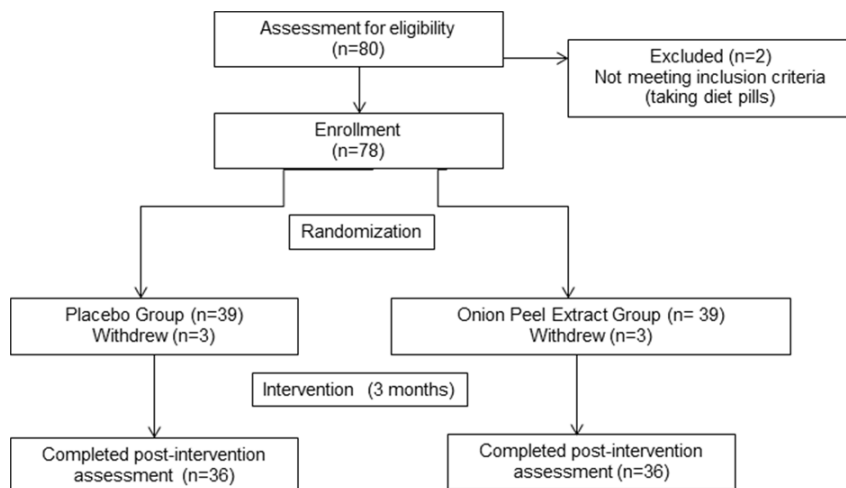 Assessment for eligibility
(n=80)
Excluded (n=2)
Not meeting inclusion criteria
(taking diet pills)
Enrollment
(n=78)
Randomization
Placebo Group (n=39)
Withdrew (n=3)
Onion Peel Extract Group (n= 39)
Withdrew (n=3)
Intervention (3 months)
Completed post-intervention
assessment (n=36)
Completed post-intervention
assessment (n=36)